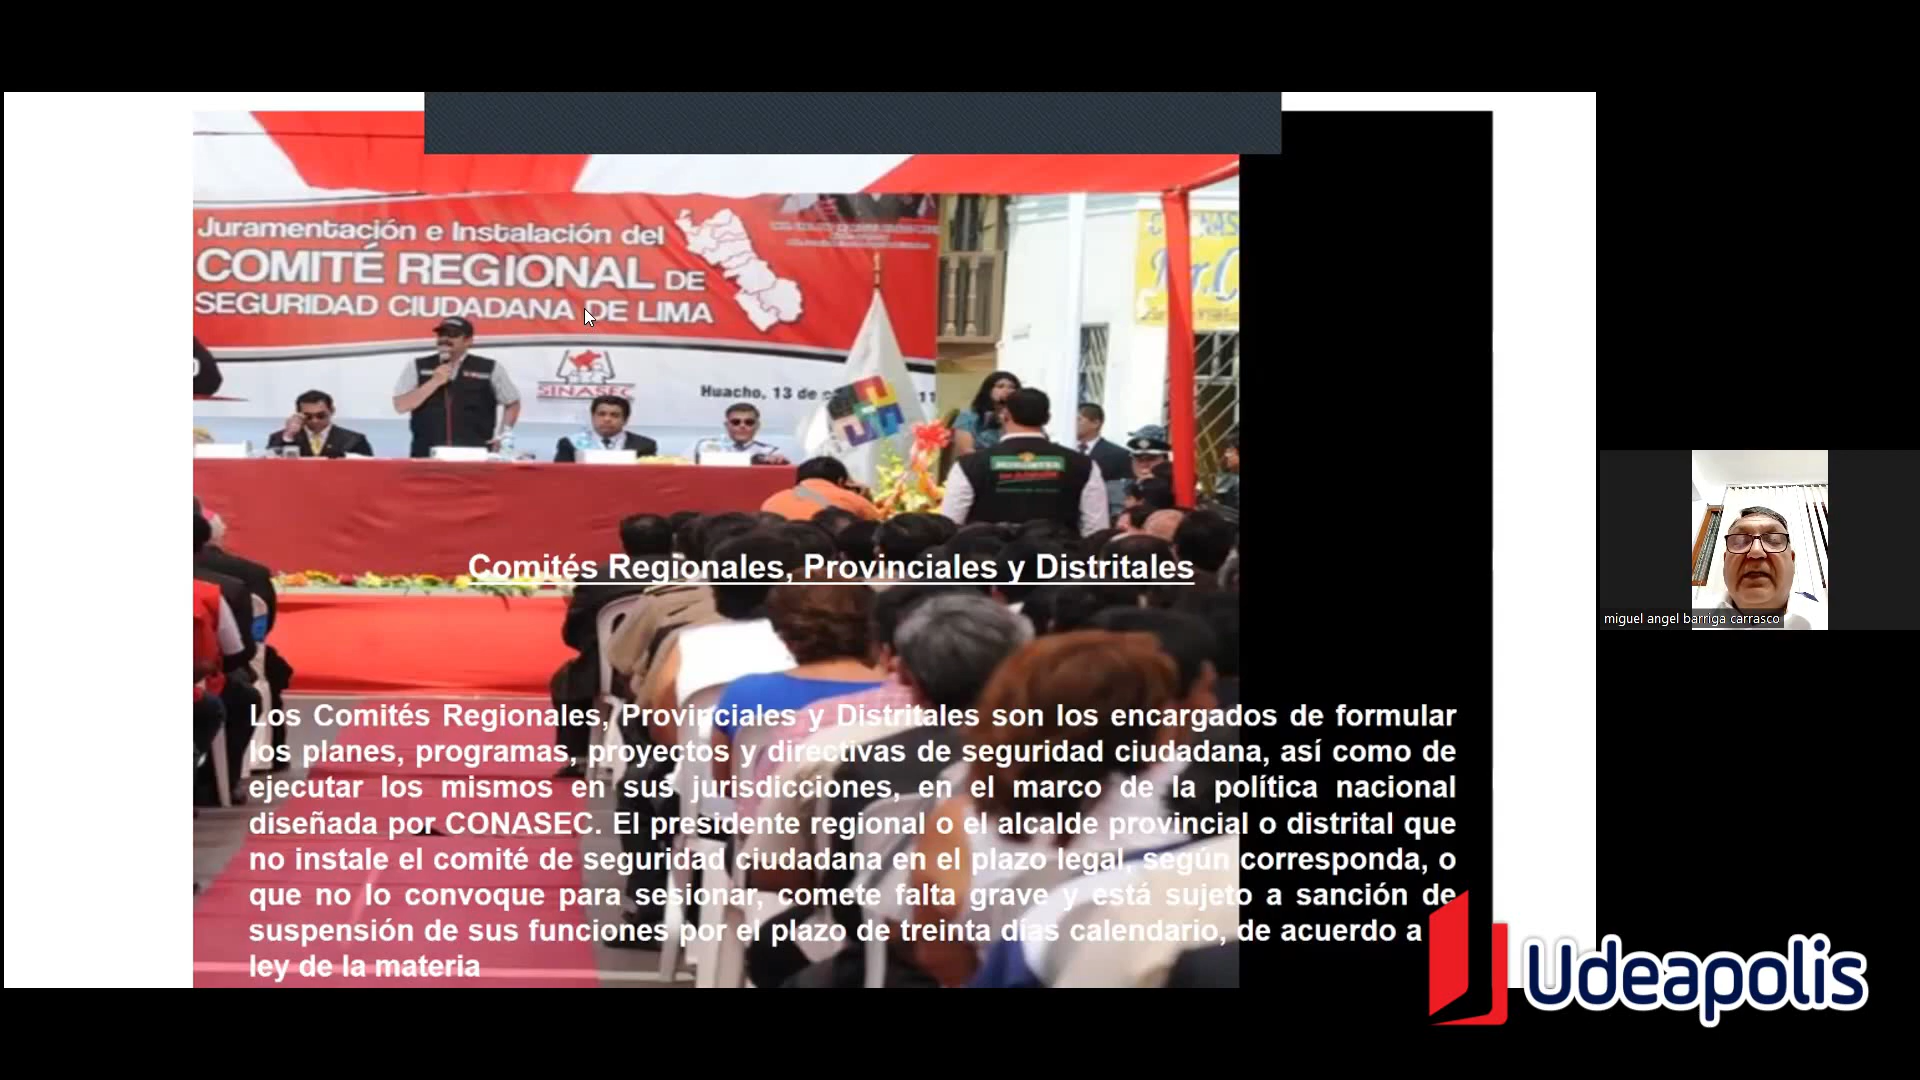 Juramentación e Instalación del
COMITÉ REGIONAL DE
SEGURIDAD CIUDADANA DE LIMA
SINASEC
Huacho, 13 de
11
Comités Regionales, Provinciales y Distritales
Los Comités Regionales, Provinciales y Distritales son los encargados de formular
los planes, programas, proyectos y directivas de seguridad ciudadana, así como de
ejecutar los mismos en sus jurisdicciones, en el marco de la política nacional
diseñada por CONASEC. El presidente regional o el alcalde provincial o distrital que
no instale el comité de seguridad ciudadana en el plazo legal, según corresponda, o
que no lo convoque para sesionar, comete falta grave y está sujeto a sanción de
suspensión de sus funciones por el plazo de treinta días calendario, de acuerdo a
ley de la materia
miguel angel barriga carrasco
Udeapolis